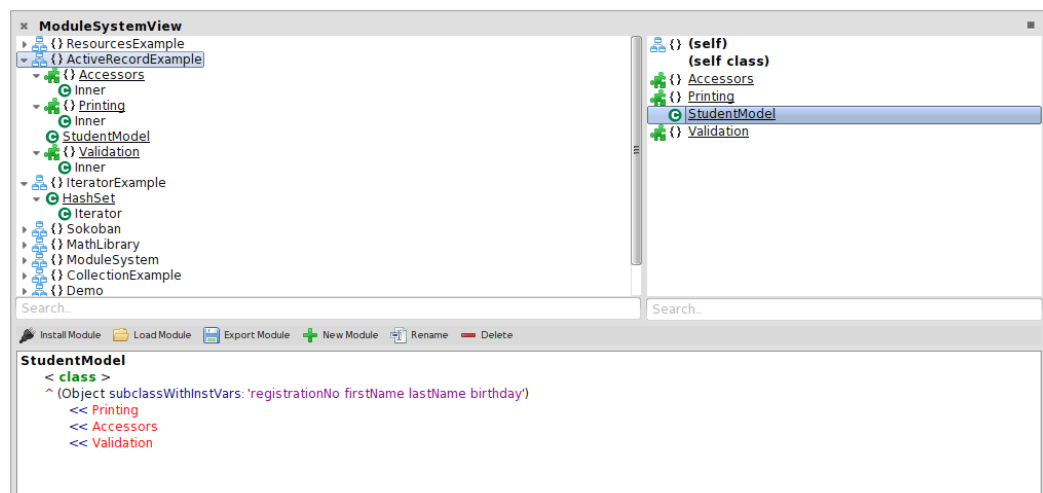 ModuleSystemView
{} ResourcesExample
{} ActiveRecordExample
{} Accessors
Inner
{} Printing
Inner
StudentModel
{} Validation
Inner
{} IteratorExample
HashSet
Iterator
{} Sokoban
{} MathLibrary
{} ModuleSystem
{} CollectionExample
{} Demo
Search..
{} (self)
(self class)
{} Accessors
{} Printing
StudentModel
{} Validation
Search..
Install Module Load Module Export Module New Module Rename Delete
StudentModel
< class >
^ (Object subclassWithInstVars: 'registrationNo firstName lastName birthday')
<< Printing
<< Accessors
<< Validation